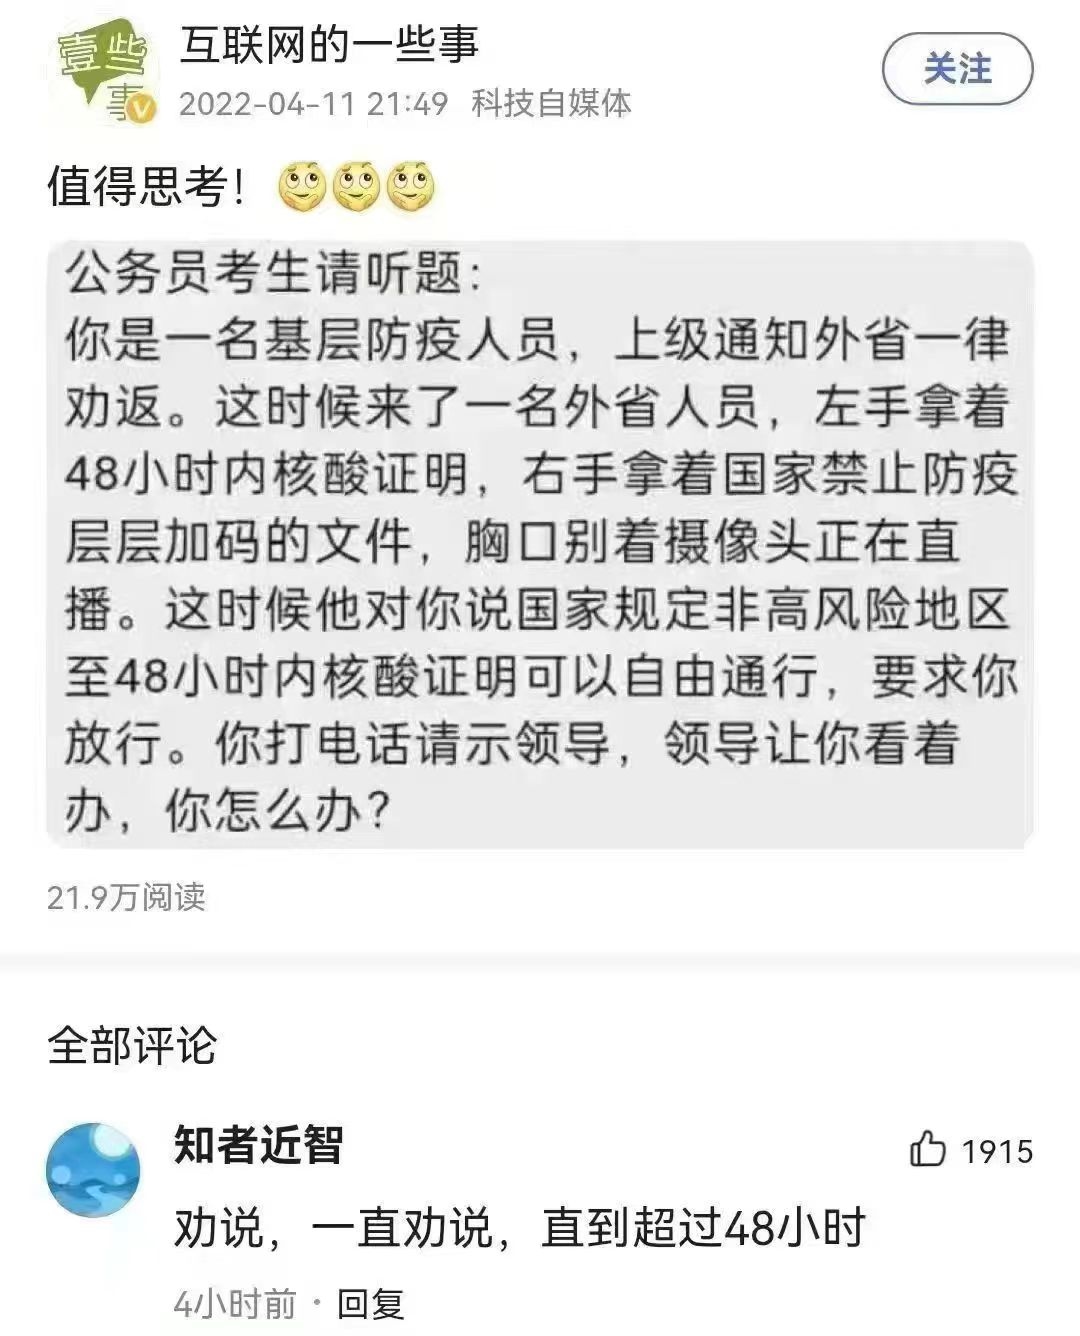 壹些
事
V
互联网的一些事
2022-04-11 21:49 科技自媒体
关注
值得思考！
公务员考生请听题：
你是一名基层防疫人员，上级通知外省一律
劝返。这时候来了一名外省人员，左手拿着
48小时内核酸证明，右手拿着国家禁止防疫
层层加码的文件，胸口别着摄像头正在直
播。这时候他对你说国家规定非高风险地区
至48小时内核酸证明可以自由通行，要求你
放行。你打电话请示领导，领导让你看着
办，你怎么办？
21.9万阅读
全部评论
知者近智
1915
劝说，一直劝说，直到超过48小时
4小时前 · 回复